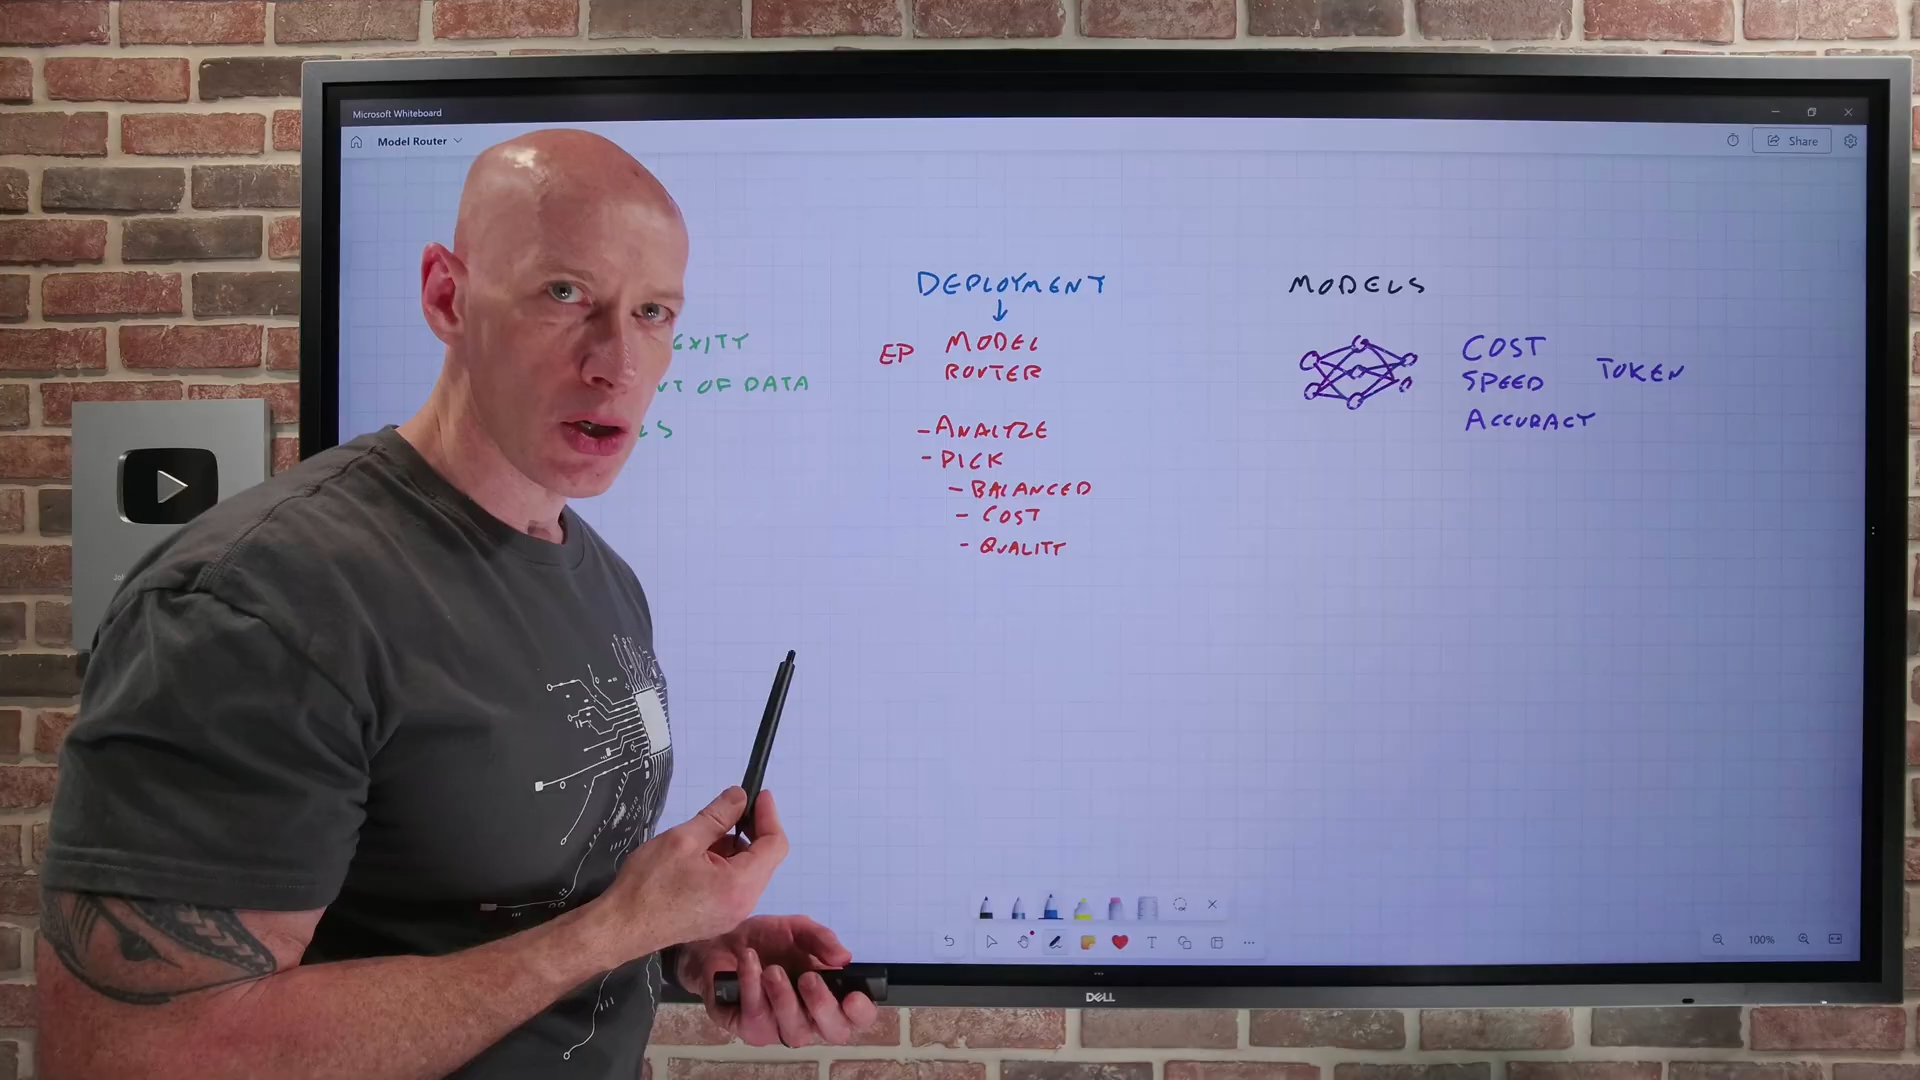 Microsoft Whiteboard
Model Router
Share
DEPLOYMENT
EP MODEL
ROUTER
- ANALYZE
- PICK
- BALANCED
- COST
- QUALITY
OF DATA
MODELS
COST
SPEED
TOKEN
ACCURACY
100%
DELL